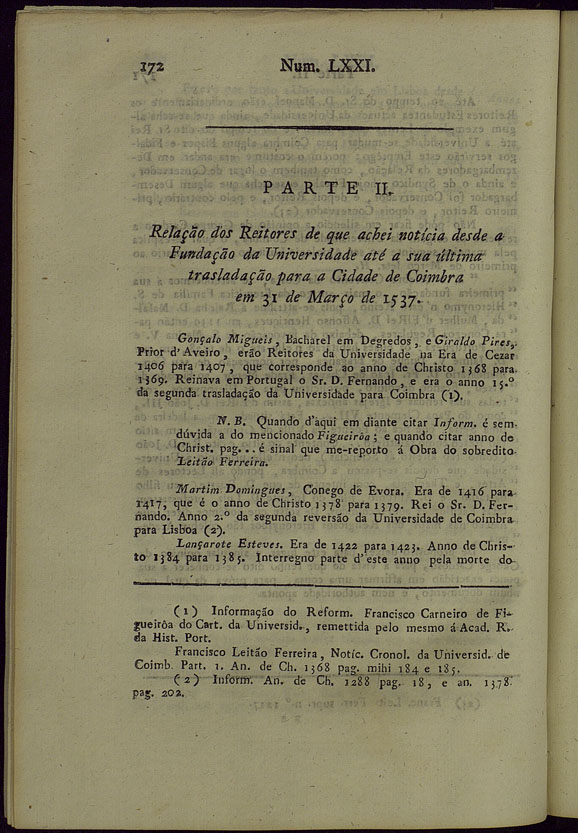 172 Num. LXXI.
PARTE II.
Relação dos Reitores de que achei notícia desde a
Fundação da Universidade até a sua última
trasladação para a Cidade de Coimbra
em 31 de Março de 1537.
Gonçalo Migueis, Bacharel em Degredos, e Giraldo Pires,
Prior d'Aveiro, erão Reitores da Universidade na Era de Cezar
1406 para 1407, que corresponde ao anno de Christo 1368 para
1369. Reinava em Portugal o Sr. D. Fernando, e era o anno 15.º
da segunda trasladação da Universidade para Coimbra (1).
N. B. Quando d'aqui em diante citar Inform. é sem
dúvida a do mencionado Figueirôa; e quando citar anno de
Christ. pag... é sinal que me-reporto á Obra do sobredito
Leitão Ferreira.
Martim Domingues, Conego de Evora. Era de 1416 para
1417, que é o anno de Christo 1378 para 1379. Rei o Sr. D. Fer-
nando. Anno 2.º da segunda reversão da Universidade de Coimbra
para Lisboa (2).
Lançarote Esteves. Era de 1422 para 1423. Anno de Chris-
to 1384 para 1385. Interregno parte d'este anno pela morte do
(1) Informação do Reform. Francisco Carneiro de Fi-
gueirôa do Cart. da Universid., remettida pelo mesmo á Acad. R.
da Hist. Port.
Francisco Leitão Ferreira, Notíc. Cronol. da Universid. de
Coimb. Part. 1. An. de Ch. 1368 pag. mihi 184 e 185.
(2) Inform. An. de Ch. 1288 pag. 18, e an. 1378
pag. 202.